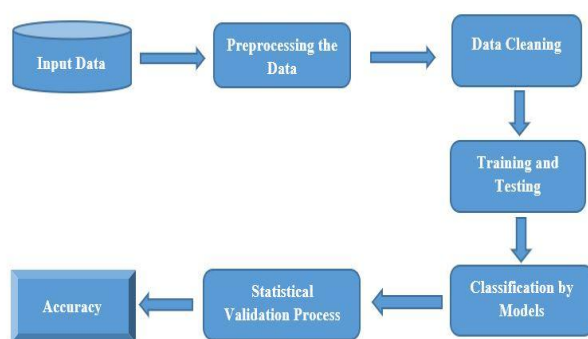 Input Data
Preprocessing the
Data
Data Cleaning
Training and
Testing
Classification by
Models
Statistical
Validation Process
Accuracy